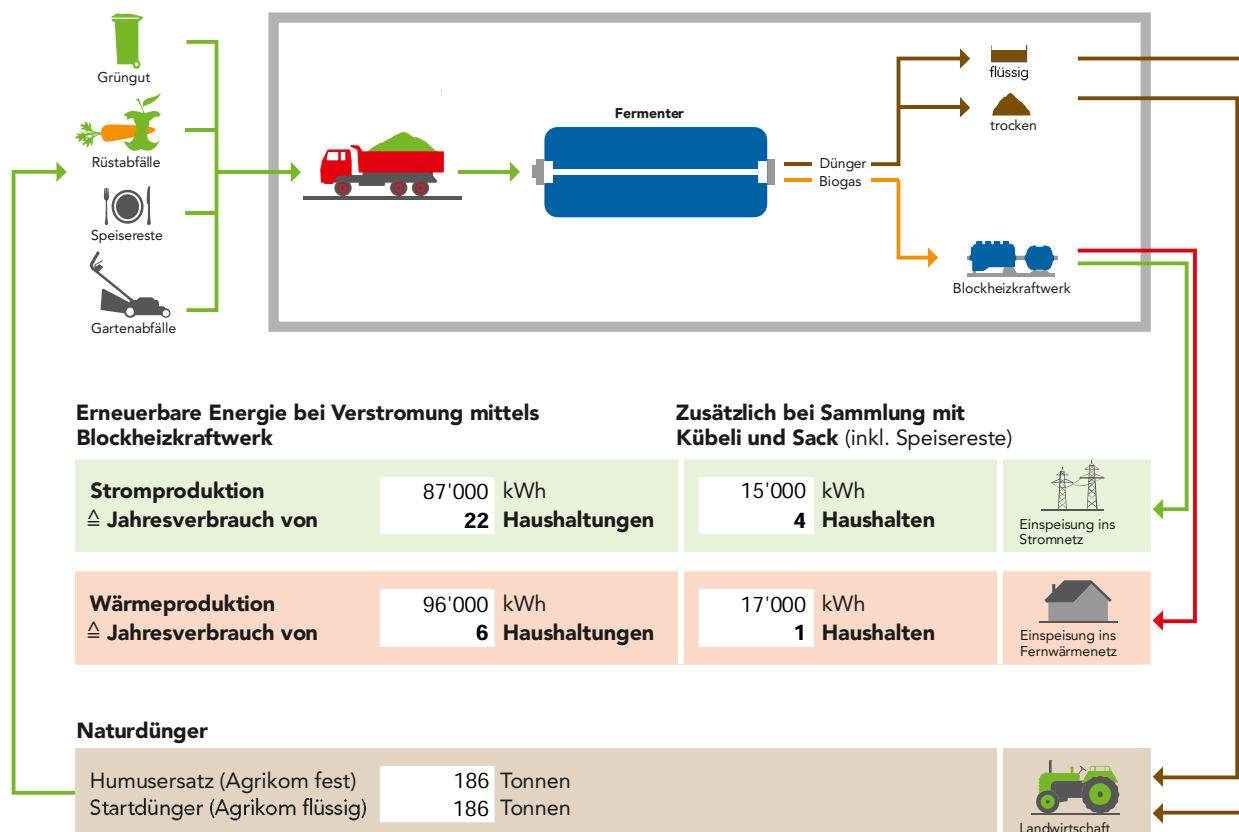 Grüngut
Rüstabfälle
Speisereste
Gartenabfälle
Fermenter
Dünger
Biogas
flüssig
trocken
Blockheizkraftwerk
Erneuerbare Energie bei Verstromung mittels
Blockheizkraftwerk
Zusätzlich bei Sammlung mit
Kübeli und Sack (inkl. Speisereste)
Stromproduktion 87'000 kWh 15'000 kWh
≙ Jahresverbrauch von 22 Haushaltungen 4 Haushalten
Einspeisung ins
Stromnetz
Wärmeproduktion 96'000 kWh 17'000 kWh
≙ Jahresverbrauch von 6 Haushaltungen 1 Haushalten
Einspeisung ins
Fernwärmenetz
Naturdünger
Humusersatz (Agrikom fest) 186 Tonnen
Startdünger (Agrikom flüssig) 186 Tonnen
Landwirtschaft